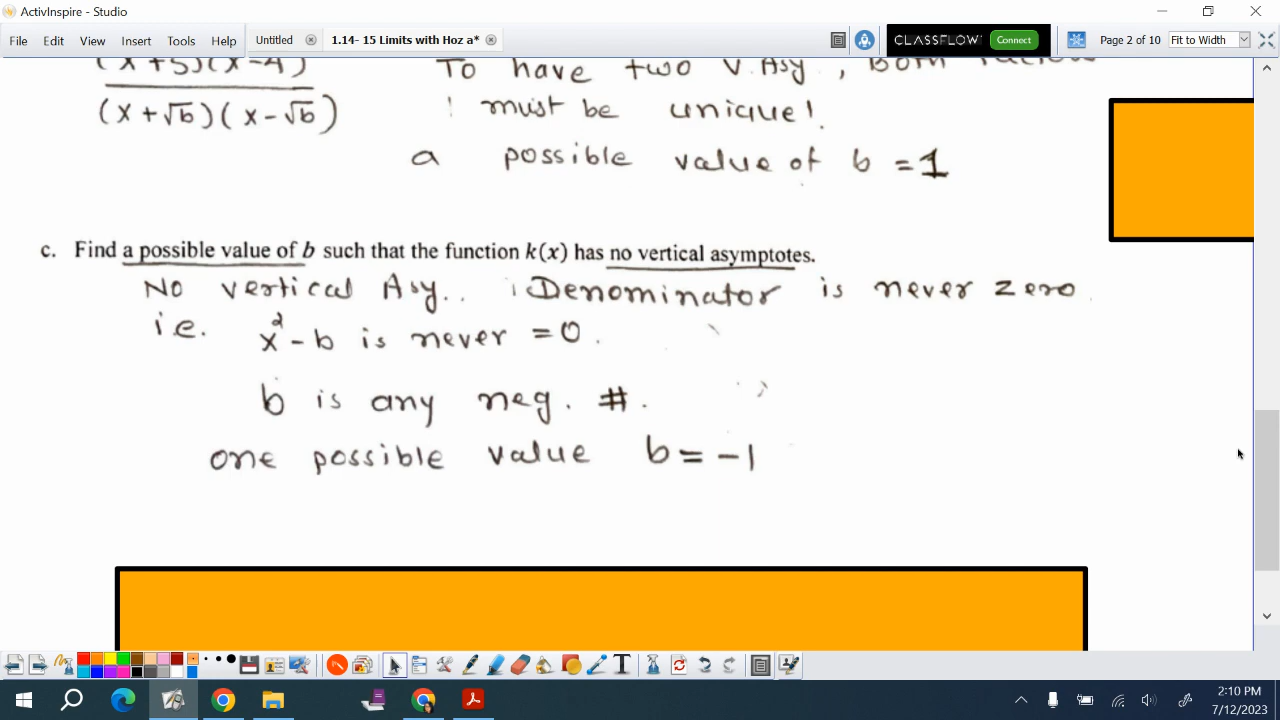 ActivInspire - Studio
File Edit View Insert Tools Help Untitled 1.14- 15 Limits with Hoz a* CLASSFLOW Connect Page 2 of 10 Fit to Width
(x+5)(x-4) To have two V. Asy, Both
(x+√b)(x-√b) must be unique!
a possible value of b = 1
c. Find a possible value of b such that the function k(x) has no vertical asymptotes.
No vertical Asy. Denominator is never zero.
i.e. x²-b is never =0.
b is any neg. #.
one possible value b = -1
2:10 PM
7/12/2023